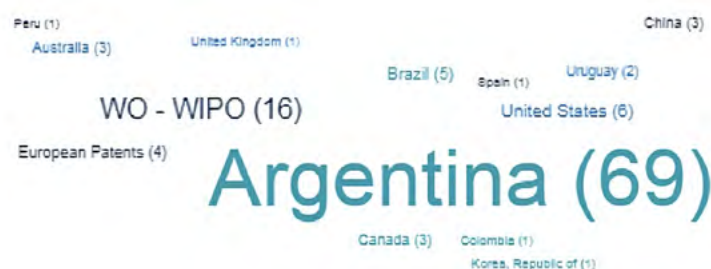 Peru (1)
China (3)
Australia (3)
United Kingdom (1)
Brazil (5)
Spain (1)
Uruguay (2)
WO - WIPO (16)
United States (6)
European Patents (4)
Argentina (69)
Canada (3)
Colombia (1)
Korea, Republic of (1)